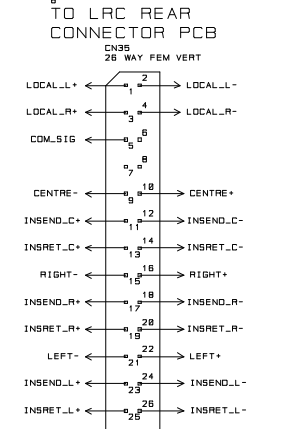 TO LRC REAR
CONNECTOR PCB
CN35
26 WAY FEM VERT
LOCAL_L+ 1 2 LOCAL_L-
LOCAL_R+ 3 4 LOCAL_R-
COM_SIG 5 6
7 8
CENTRE- 9 10 CENTRE+
INSEND_C+ 11 12 INSEND_C-
INSRET_C+ 13 14 INSRET_C-
RIGHT- 15 16 RIGHT+
INSEND_R+ 17 18 INSEND_R-
INSRET_R+ 19 20 INSRET_R-
LEFT- 21 22 LEFT+
INSEND_L+ 23 24 INSEND_L-
INSRET_L+ 25 26 INSRET_L-